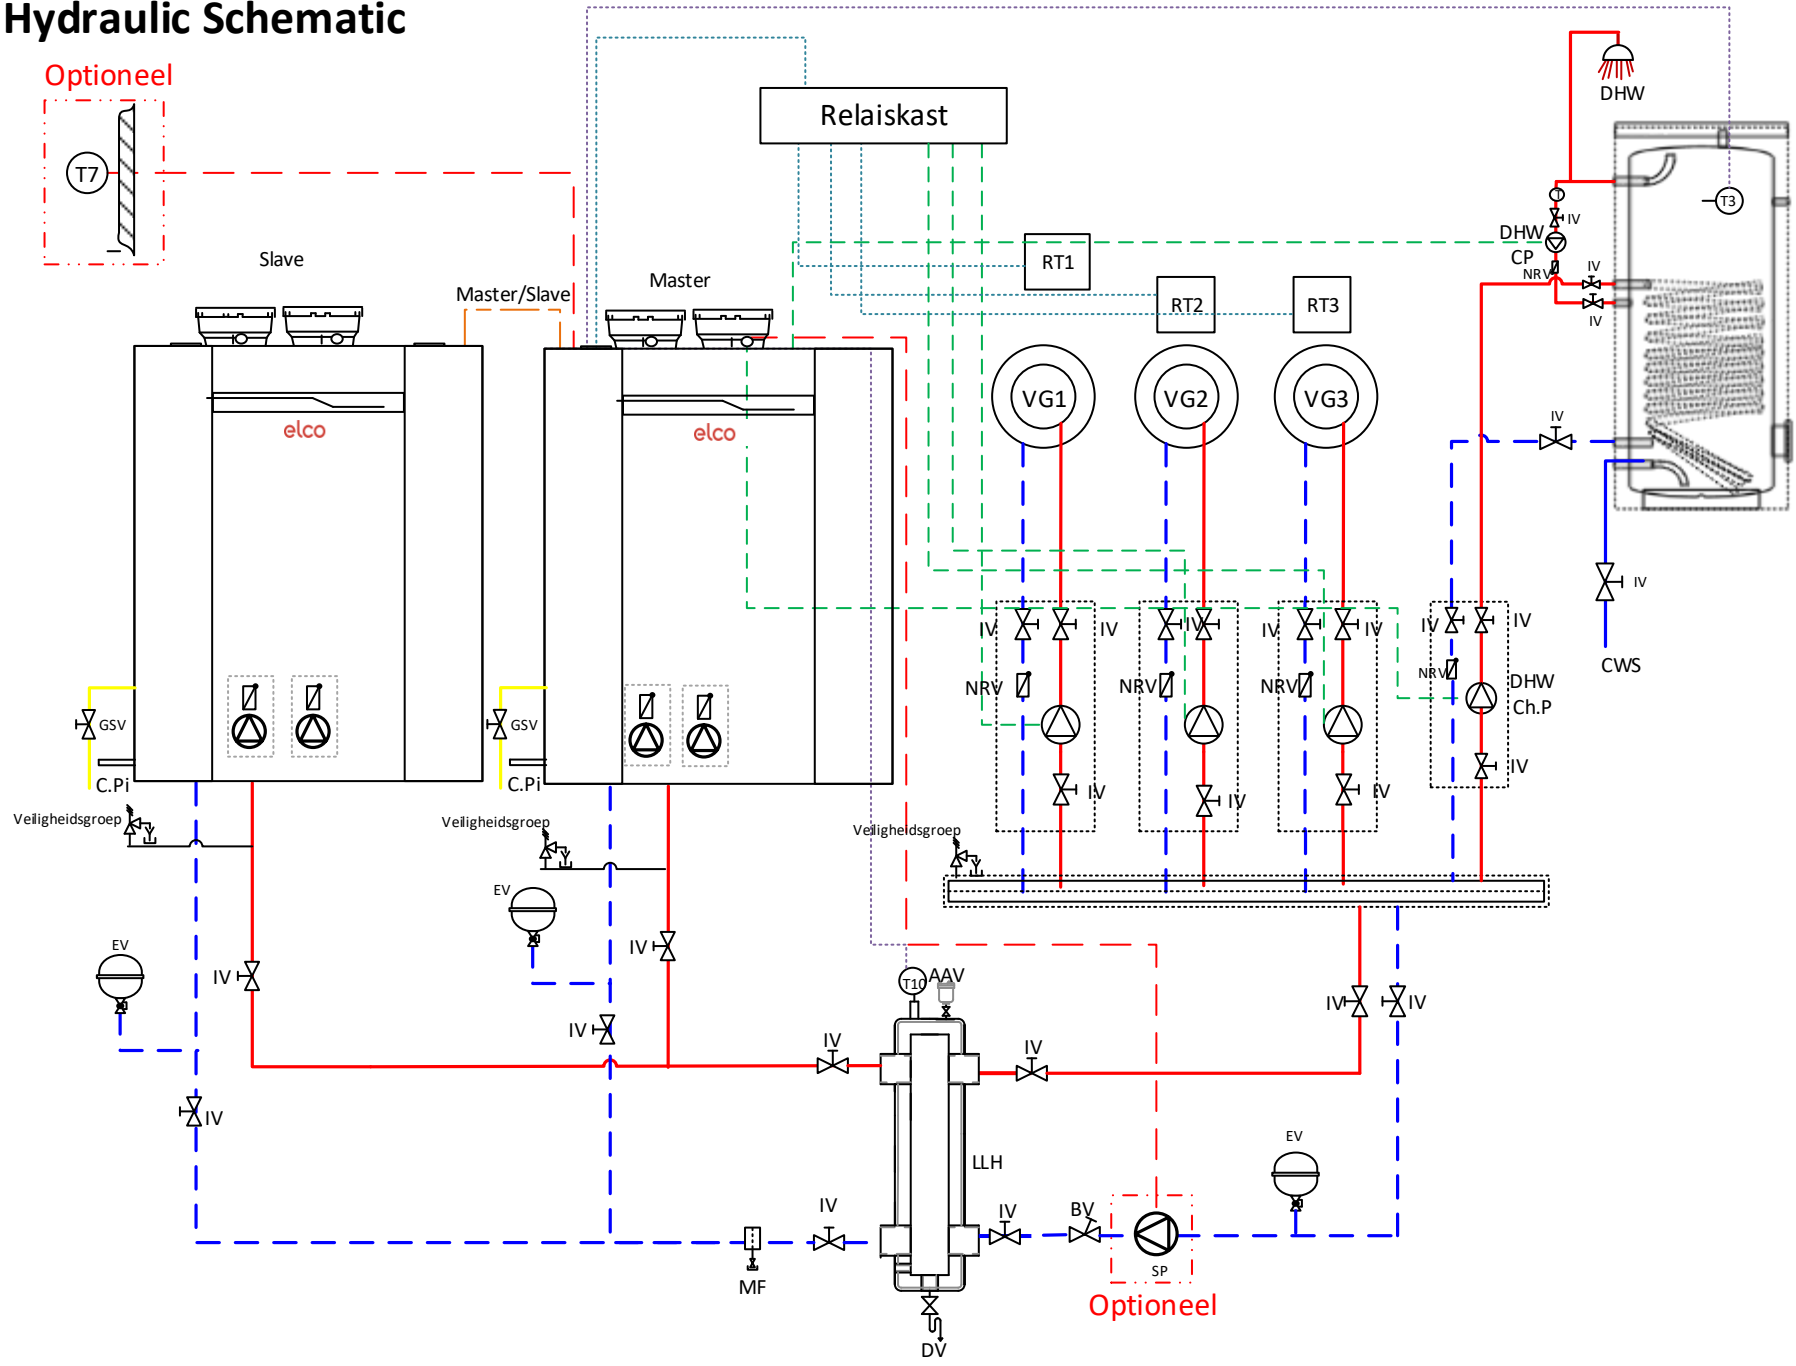 Hydraulic Schematic
Optioneel
T7
Relaiskast
DHW
T3
T
IV
DHW
CP
NRV
IV
IV
Slave
Master/Slave
Master
RT1
RT2
RT3
elco
elco
VG1
VG2
VG3
IV
IV
CWS
IV
IV
IV
IV
IV
IV
IV
NRV
NRV
NRV
NRV
DHW
Ch.P
IV
IV
IV
IV
IV
GSV
GSV
C.Pi
C.Pi
Veiligheidsgroep
Veiligheidsgroep
Veiligheidsgroep
EV
EV
IV
IV
T10
AAV
IV
IV
IV
IV
IV
IV
LLH
EV
IV
IV
BV
SP
MF
Optioneel
DV